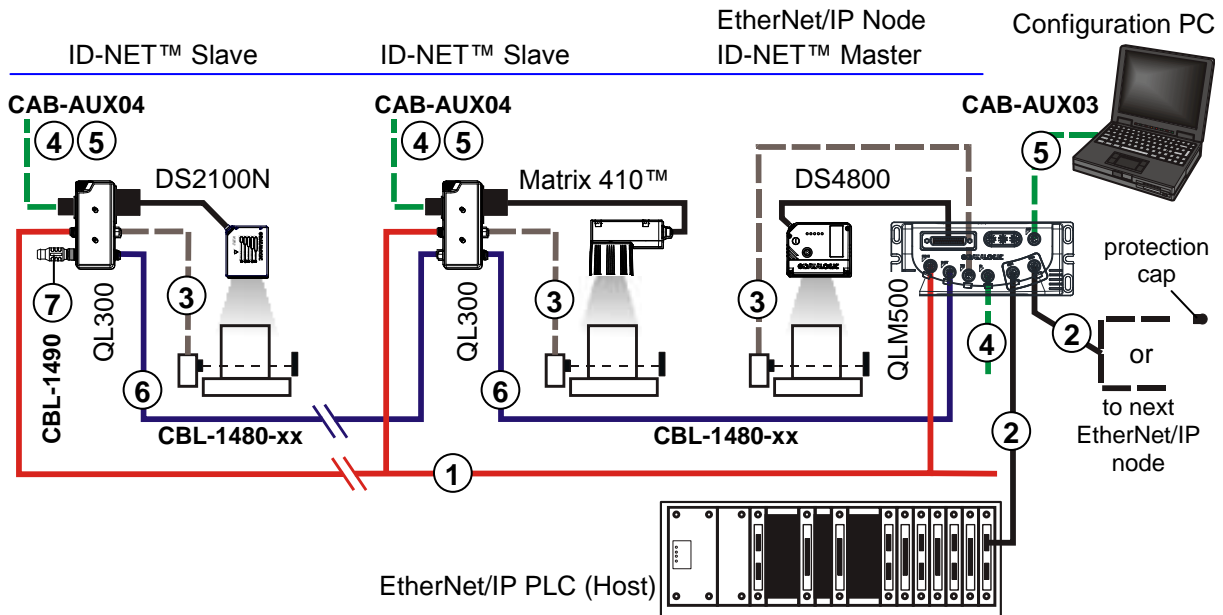 EtherNet/IP Node
Configuration PC
ID-NET™ Slave
ID-NET™ Slave
ID-NET™ Master
CAB-AUX04
CAB-AUX04
CAB-AUX03
4
5
4
5
5
DS2100N
Matrix 410™
DS4800
protection
cap
7
3
3
3
QL300
QL300
QLM500
4
2
or
CBL-1490
6
6
to next
EtherNet/IP
node
CBL-1480-xx
CBL-1480-xx
2
1
EtherNet/IP PLC (Host)